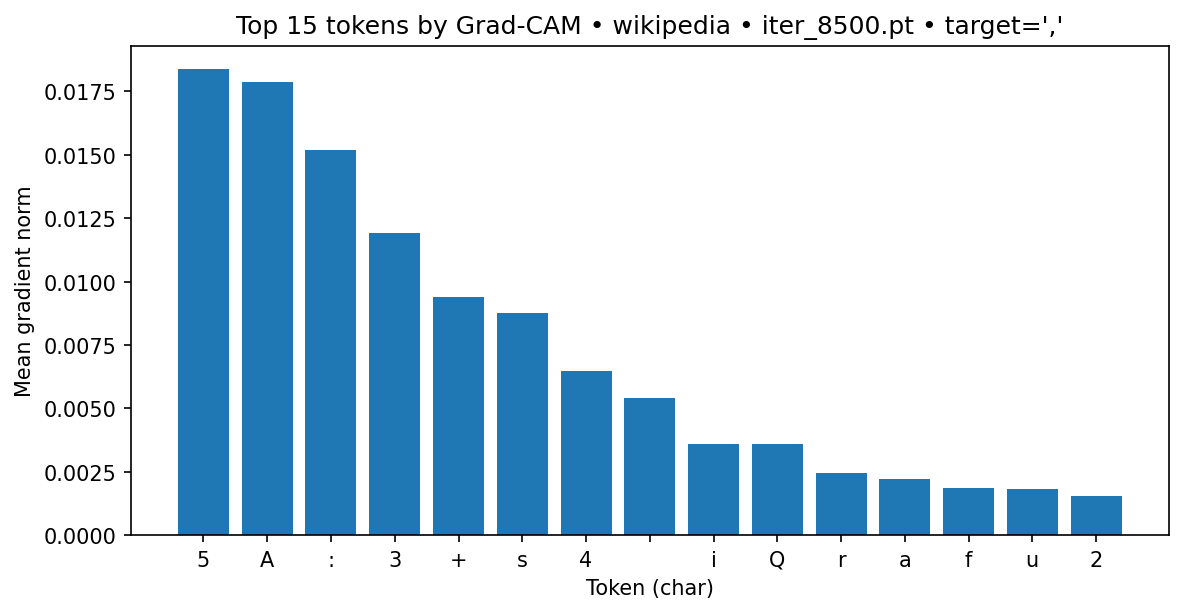 Top 15 tokens by Grad-CAM • wikipedia • iter_8500.pt • target=','
Mean gradient norm
0.0175
0.0150
0.0125
0.0100
0.0075
0.0050
0.0025
0.0000
5 A : 3 + s 4 i Q r a f u 2
Token (char)